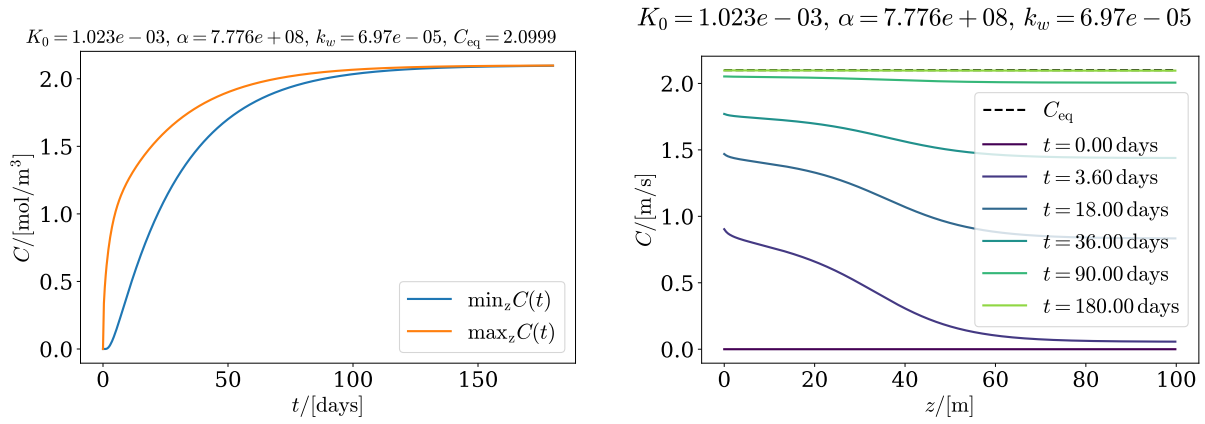 K₀ = 1.023e − 03, α = 7.776e + 08, k_w = 6.97e − 05, C_eq = 2.0999
C/[mol/m³]
2.0
1.5
1.0
0.5
0.0
min_z C(t)
max_z C(t)
0 50 100 150
t/[days]
K₀ = 1.023e − 03, α = 7.776e + 08, k_w = 6.97e − 05
C/[m/s]
2.0
1.5
1.0
0.5
0.0
C_eq
t = 0.00 days
t = 3.60 days
t = 18.00 days
t = 36.00 days
t = 90.00 days
t = 180.00 days
0 20 40 60 80 100
z/[m]